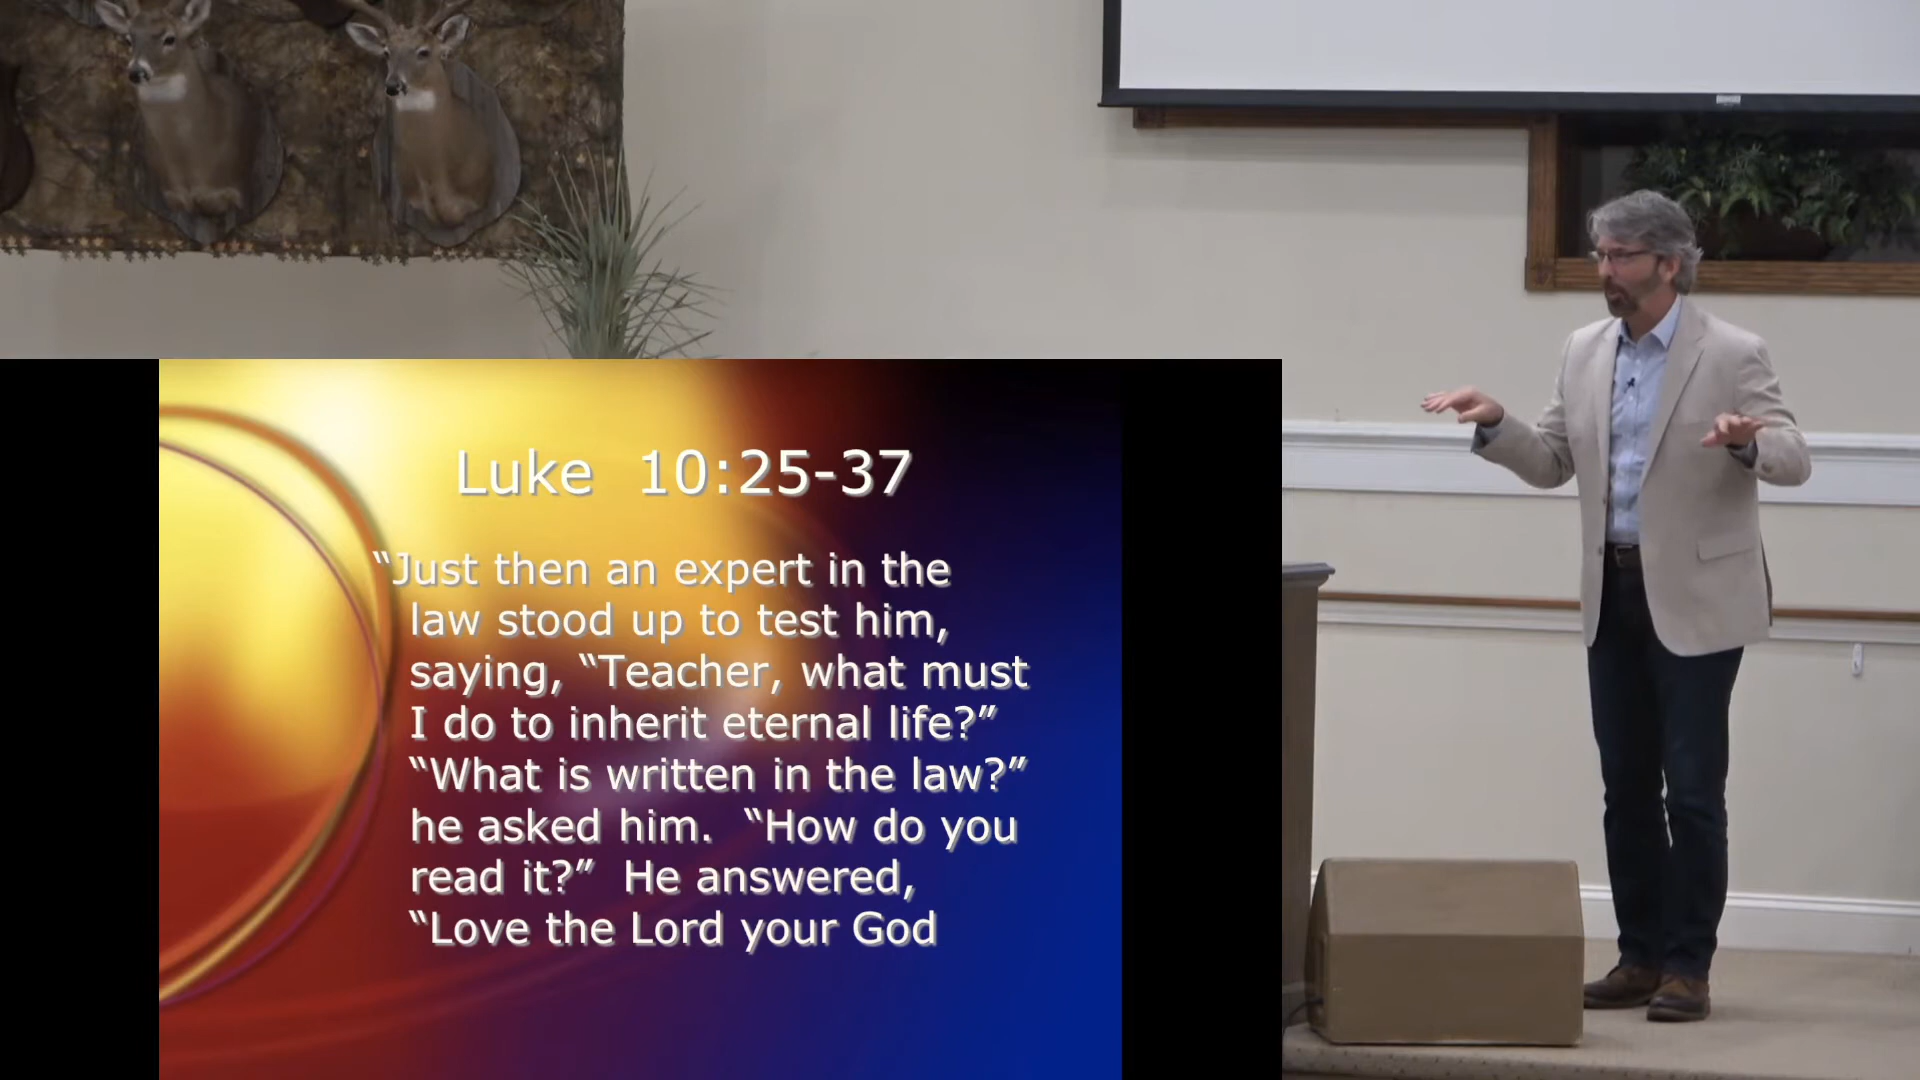 Luke 10:25-37
“Just then an expert in the
law stood up to test him,
saying, “Teacher, what must
I do to inherit eternal life?”
“What is written in the law?”
he asked him. “How do you
read it?” He answered,
“Love the Lord your God